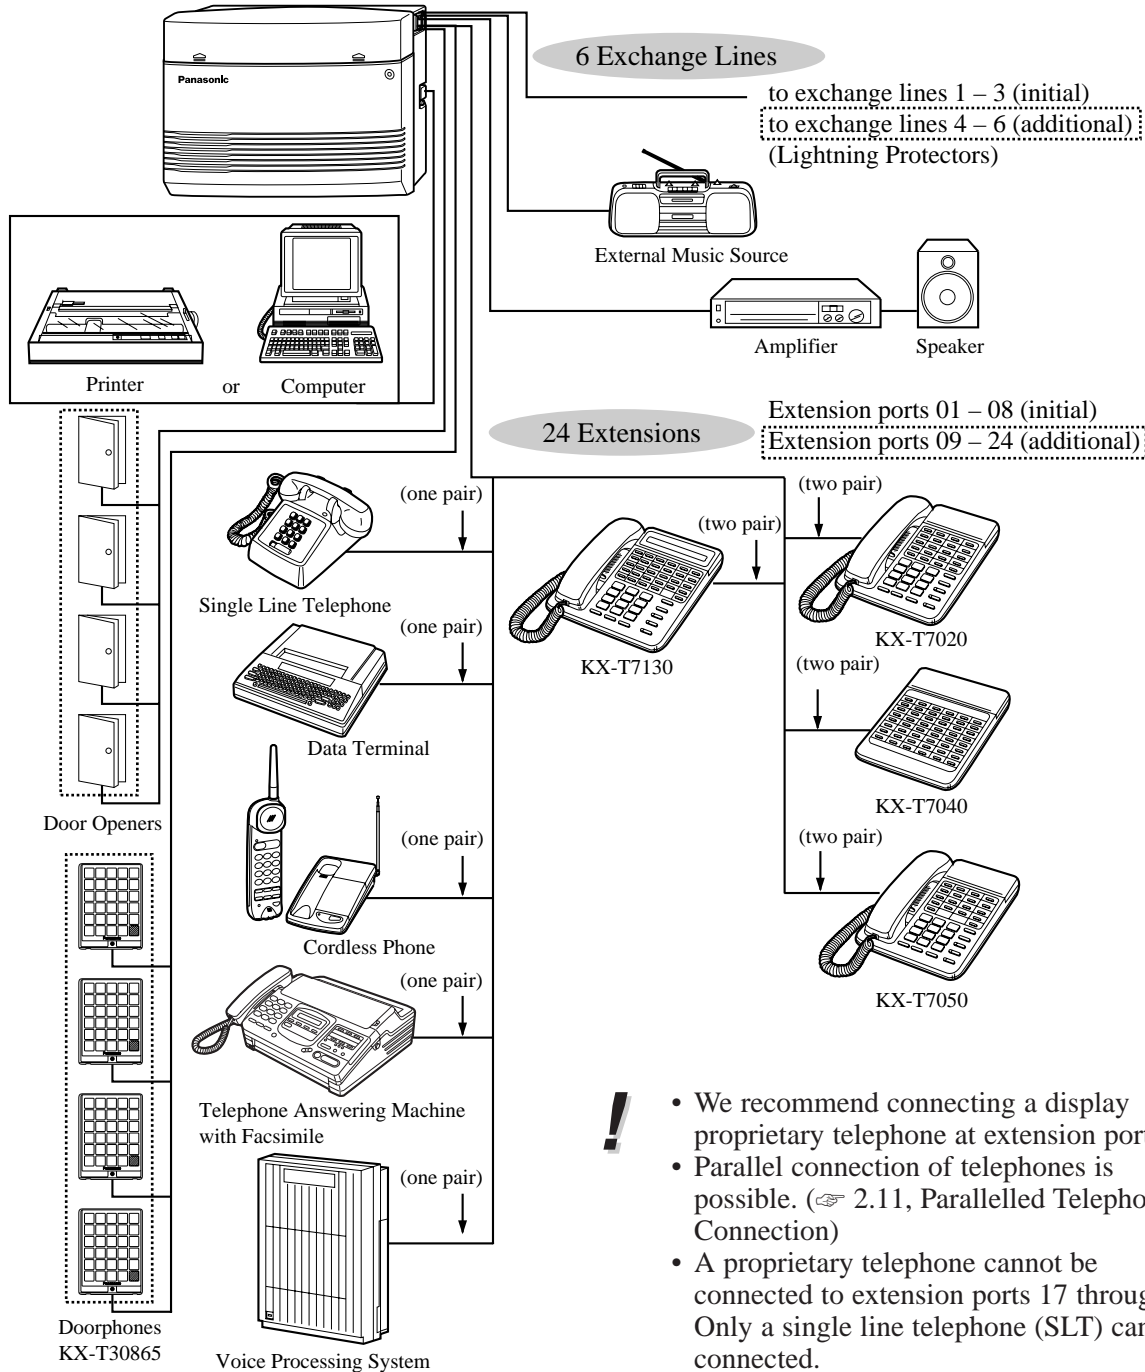 Panasonic
6 Exchange Lines
to exchange lines 1 – 3 (initial)
to exchange lines 4 – 6 (additional)
(Lightning Protectors)
External Music Source
Amplifier
Speaker
Printer
or
Computer
24 Extensions
Extension ports 01 – 08 (initial)
Extension ports 09 – 24 (additional)
(one pair)
Single Line Telephone
(one pair)
Data Terminal
(one pair)
Cordless Phone
(one pair)
Telephone Answering Machine
with Facsimile
(one pair)
Voice Processing System
(two pair)
KX-T7130
(two pair)
KX-T7020
(two pair)
KX-T7040
(two pair)
KX-T7050
Door Openers
Doorphones
KX-T30865
!
• We recommend connecting a display
proprietary telephone at extension
• Parallel connection of telephones is
possible. (☞ 2.11, Parallelled
Connection)
• A proprietary telephone cannot be
connected to extension ports 17
Only a single line telephone (SLT)
connected.